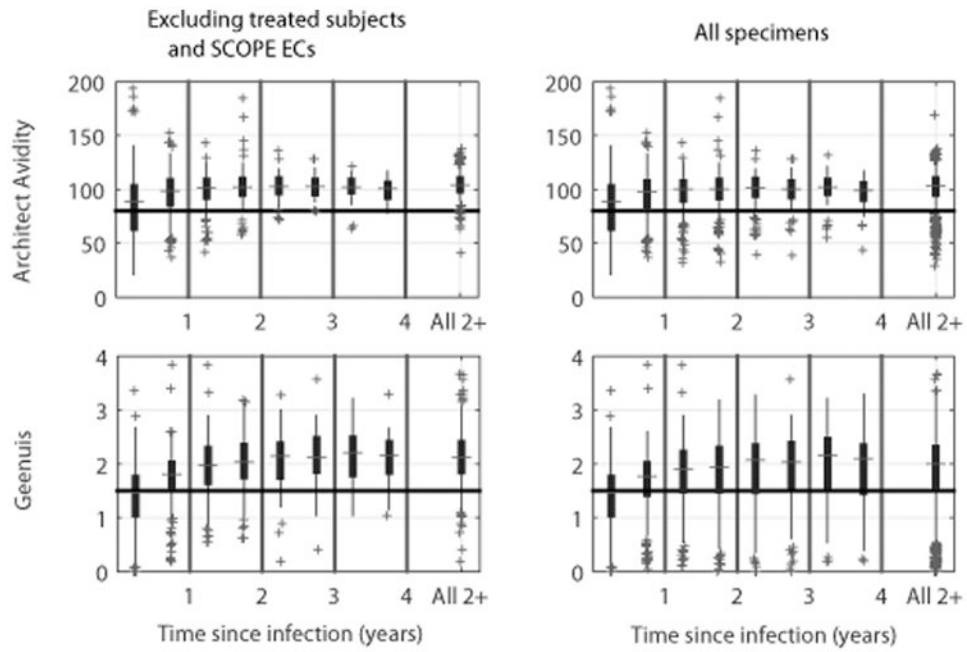 Excluding treated subjects
and SCOPE ECs
All specimens
Architect Avidity
200
150
100
50
0
1 2 3 4 All 2+
200
150
100
50
0
1 2 3 4 All 2+
Geenuis
4
3
2
1
0
1 2 3 4 All 2+
Time since infection (years)
4
3
2
1
0
1 2 3 4 All 2+
Time since infection (years)